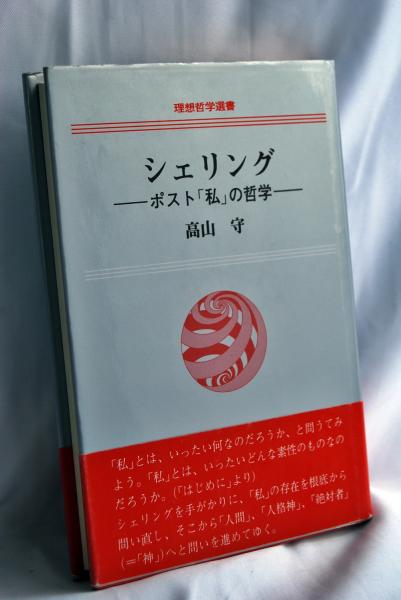 理想哲学選書
シェリング
──ポスト「私」の哲学──
高山 守
「私」とは、いったい何なのだろうか、と問うてみ
よう。「私」とは、いったいどんな素性のものなの
だろうか。(「はじめに」より)
シェリングを手がかりに、「私」の存在を根底から
問い直し、そこから「人間」、「人格神」、「絶対者」
(=「神」)へと問いを進めてゆく。